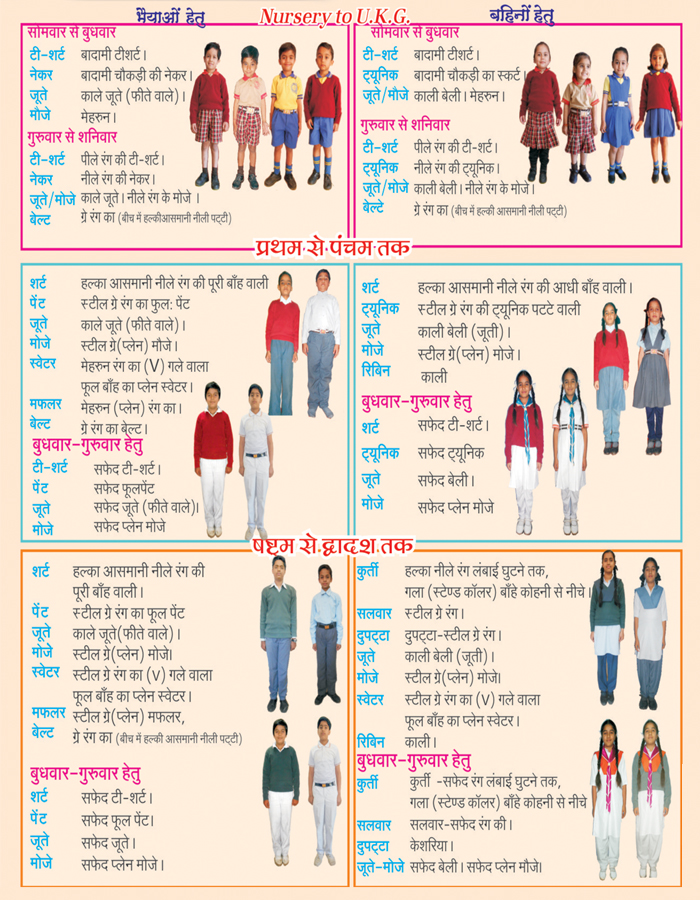 भैयाओं हेतु
Nursery to U.K.G.
बहिनों हेतु
सोमवार से बुधवार
टी-शर्ट बादामी टीशर्ट।
नेकर बादामी चौकड़ी की नेकर।
जूते काले जूते (फीते वाले)।
मौजे मेहरुन।
गुरुवार से शनिवार
टी-शर्ट पीले रंग की टी-शर्ट।
नेकर नीले रंग की नेकर।
जूते/मोजे काले जूते। नीले रंग के मोजे ।
बेल्ट ग्रे रंग का (बीच में हल्कीआसमानी नीली पट्टी)
सोमवार से बुधवार
टी-शर्ट बादामी टीशर्ट।
ट्यूनिक बादामी चौकड़ी का स्कर्ट।
जूते/मौजे काली बेली। मेहरुन।
गुरुवार से शनिवार
टी-शर्ट पीले रंग की टी-शर्ट।
ट्यूनिक नीले रंग की ट्यूनिक।
जूते/मोजे काली बेली। नीले रंग के मोजे।
बेल्टे ग्रे रंग का (बीच में हल्कीआसमानी नीली पट्टी)
प्रथम से पंचम तक
शर्ट हल्का आसमानी नीले रंग की पूरी बाँह वाली
पेंट स्टील ग्रे रंग का फुल: पेंट
जूते काले जूते (फीते वाले)।
मोजे स्टील ग्रे(प्लेन) मौजे।
स्वेटर मेहरुन रंग का (V) गले वाला
फूल बाँह का प्लेन स्वेटर।
मफलर मेहरुन (प्लेन) रंग का।
बेल्ट ग्रे रंग का बेल्ट।
बुधवार-गुरुवार हेतु
टी-शर्ट सफेद टी-शर्ट।
पेंट सफेद फूलपेंट
जूते सफेद जूते (फीते वाले)।
मोजे सफेद प्लेन मोजे
शर्ट हल्का आसमानी नीले रंग की आधी बाँह वाली।
ट्यूनिक स्टील ग्रे रंग की ट्यूनिक पटटे वाली
जूते काली बेली (जूती)।
मोजे स्टील ग्रे(प्लेन) मोजे।
रिबिन काली
बुधवार-गुरुवार हेतु
शर्ट सफेद टी-शर्ट।
ट्यूनिक सफेद ट्यूनिक
जूते सफेद बेली।
मोजे सफेद प्लेन मोजे
षष्टम से द्वादश तक
शर्ट हल्का आसमानी नीले रंग की
पूरी बाँह वाली।
पेंट स्टील ग्रे रंग का फूल पेंट
जूते काले जूते(फीते वाले)।
मोजे स्टील ग्रे(प्लेन) मोजे।
स्वेटर स्टील ग्रे रंग का (V) गले वाला
फूल बाँह का प्लेन स्वेटर।
मफलर स्टील ग्रे(प्लेन) मफलर,
बेल्ट ग्रे रंग का (बीच में हल्की आसमानी नीली पट्टी)
बुधवार-गुरुवार हेतु
शर्ट सफेद टी-शर्ट।
पेंट सफेद फूल पेंट।
जूते सफेद जूते।
मोजे सफेद प्लेन मोजे।
कुर्ती हल्का नीले रंग लंबाई घुटने तक,
गला (स्टेण्ड कॉलर) बाँहे कोहनी से नीचे।
सलवार स्टील ग्रे रंग।
दुपट्टा दुपट्टा-स्टील ग्रे रंग।
जूते काली बेली (जूती)।
मोजे स्टील ग्रे(प्लेन) मोजे।
स्वेटर स्टील ग्रे रंग का (V) गले वाला
फूल बाँह का प्लेन स्वेटर।
रिबिन काली।
बुधवार-गुरुवार हेतु
कुर्ती कुर्ती -सफेद रंग लंबाई घुटने तक,
गला (स्टेण्ड कॉलर) बाँहे कोहनी से नीचे
सलवार सलवार-सफेद रंग की।
दुपट्टा केशरिया।
जूते-मोजे सफेद बेली। सफेद प्लेन मौजे।